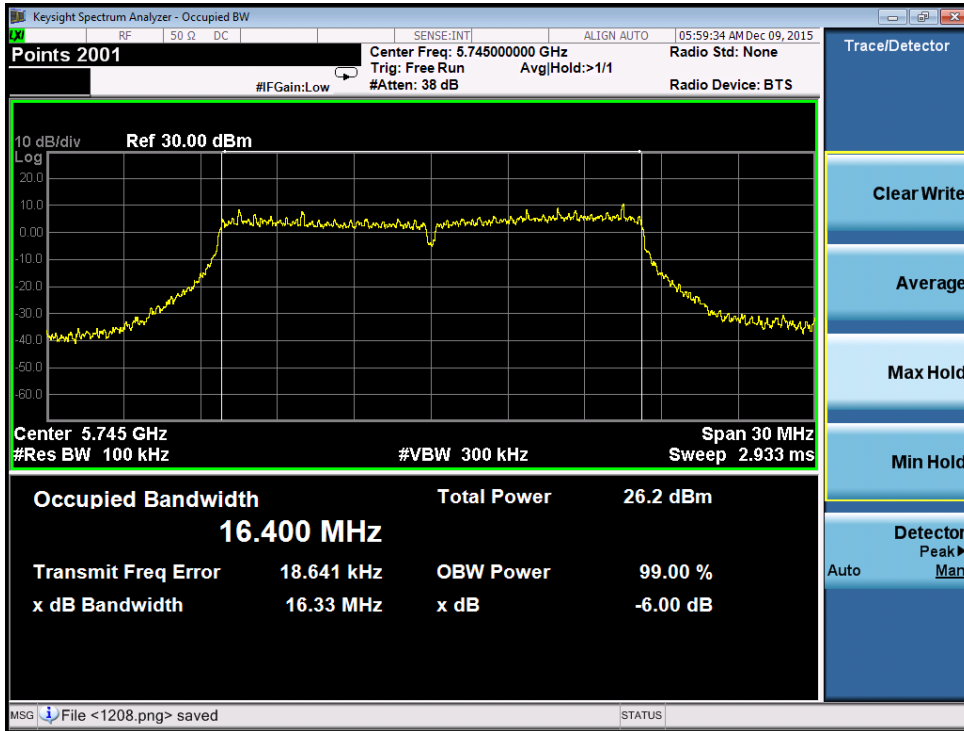 Keysight Spectrum Analyzer - Occupied BW
LXI RF 50 Ω DC SENSE:INT ALIGN AUTO 05:59:34 AM Dec 09, 2015
Points 2001
Center Freq: 5.745000000 GHz Radio Std: None
Trig: Free Run Avg|Hold:>1/1
#IFGain:Low #Atten: 38 dB Radio Device: BTS
Trace/Detector
10 dB/div Ref 30.00 dBm
Log
20.0
10.0
0.00
-10.0
-20.0
-30.0
-40.0
-50.0
-60.0
Center 5.745 GHz Span 30 MHz
#Res BW 100 kHz #VBW 300 kHz Sweep 2.933 ms
Occupied Bandwidth Total Power 26.2 dBm
16.400 MHz
Transmit Freq Error 18.641 kHz OBW Power 99.00 %
x dB Bandwidth 16.33 MHz x dB -6.00 dB
Clear Write
Average
Max Hold
Min Hold
Detector
Peak
Auto Man
MSG File <1208.png> saved STATUS